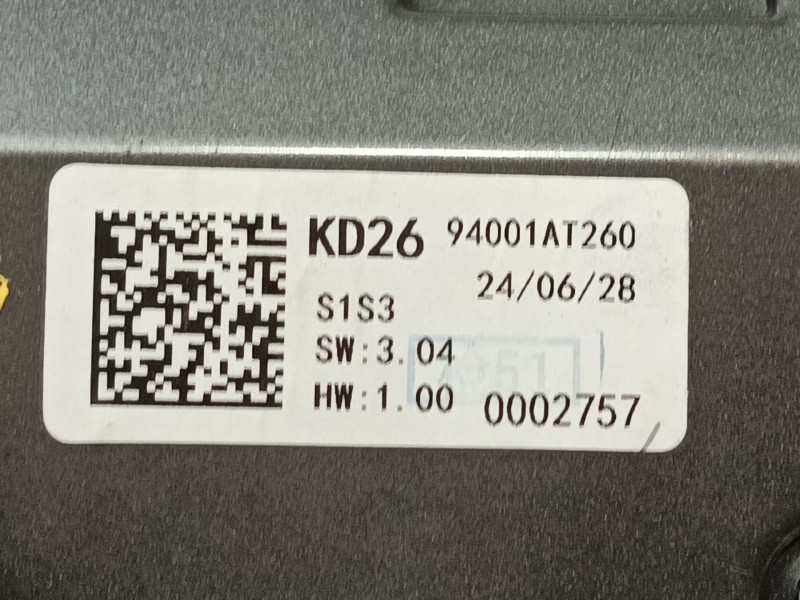 KD26 94001AT260
24/06/28
S1S3
SW:3.04
HW:1.00 0002757